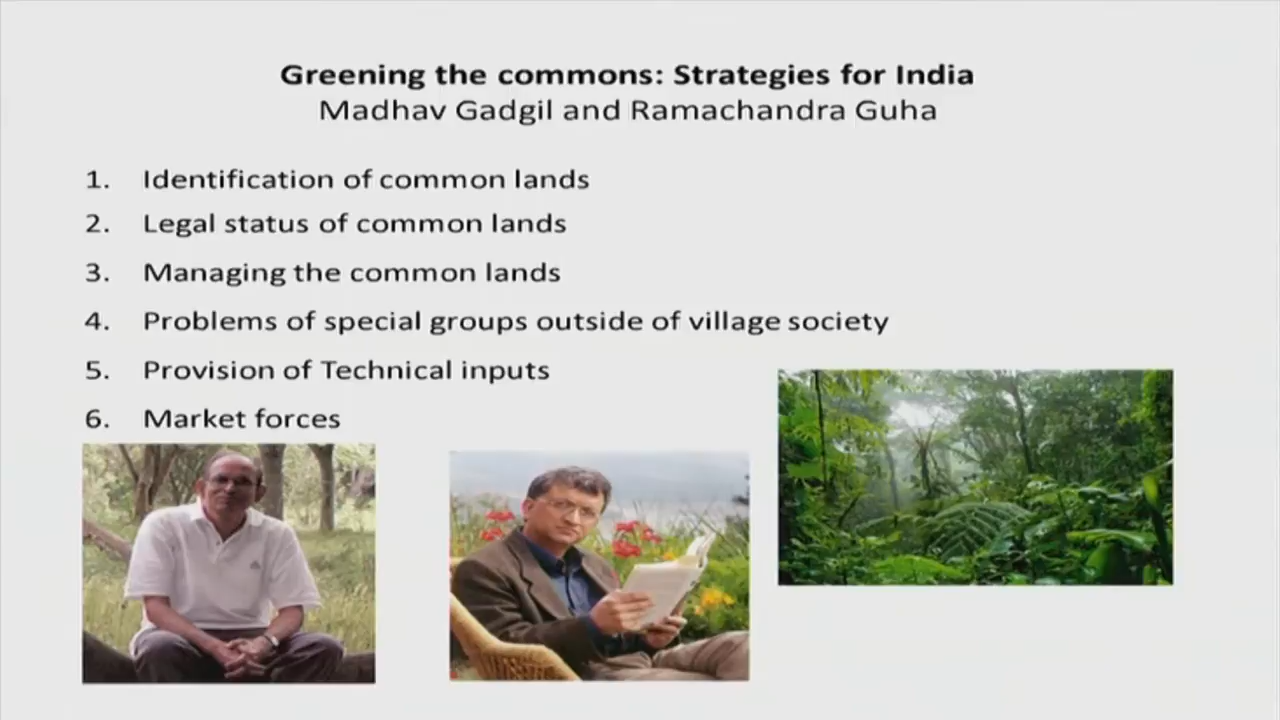 Greening the commons: Strategies for India
Madhav Gadgil and Ramachandra Guha
1. Identification of common lands
2. Legal status of common lands
3. Managing the common lands
4. Problems of special groups outside of village society
5. Provision of Technical inputs
6. Market forces